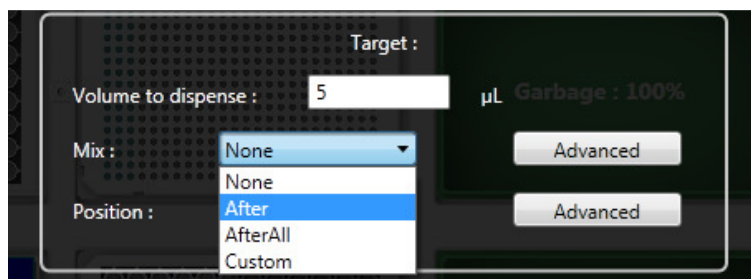 Target :
Volume to dispense : 5 µL Garbage : 100%
Mix : None Advanced
None
Position : After Advanced
AfterAll
Custom